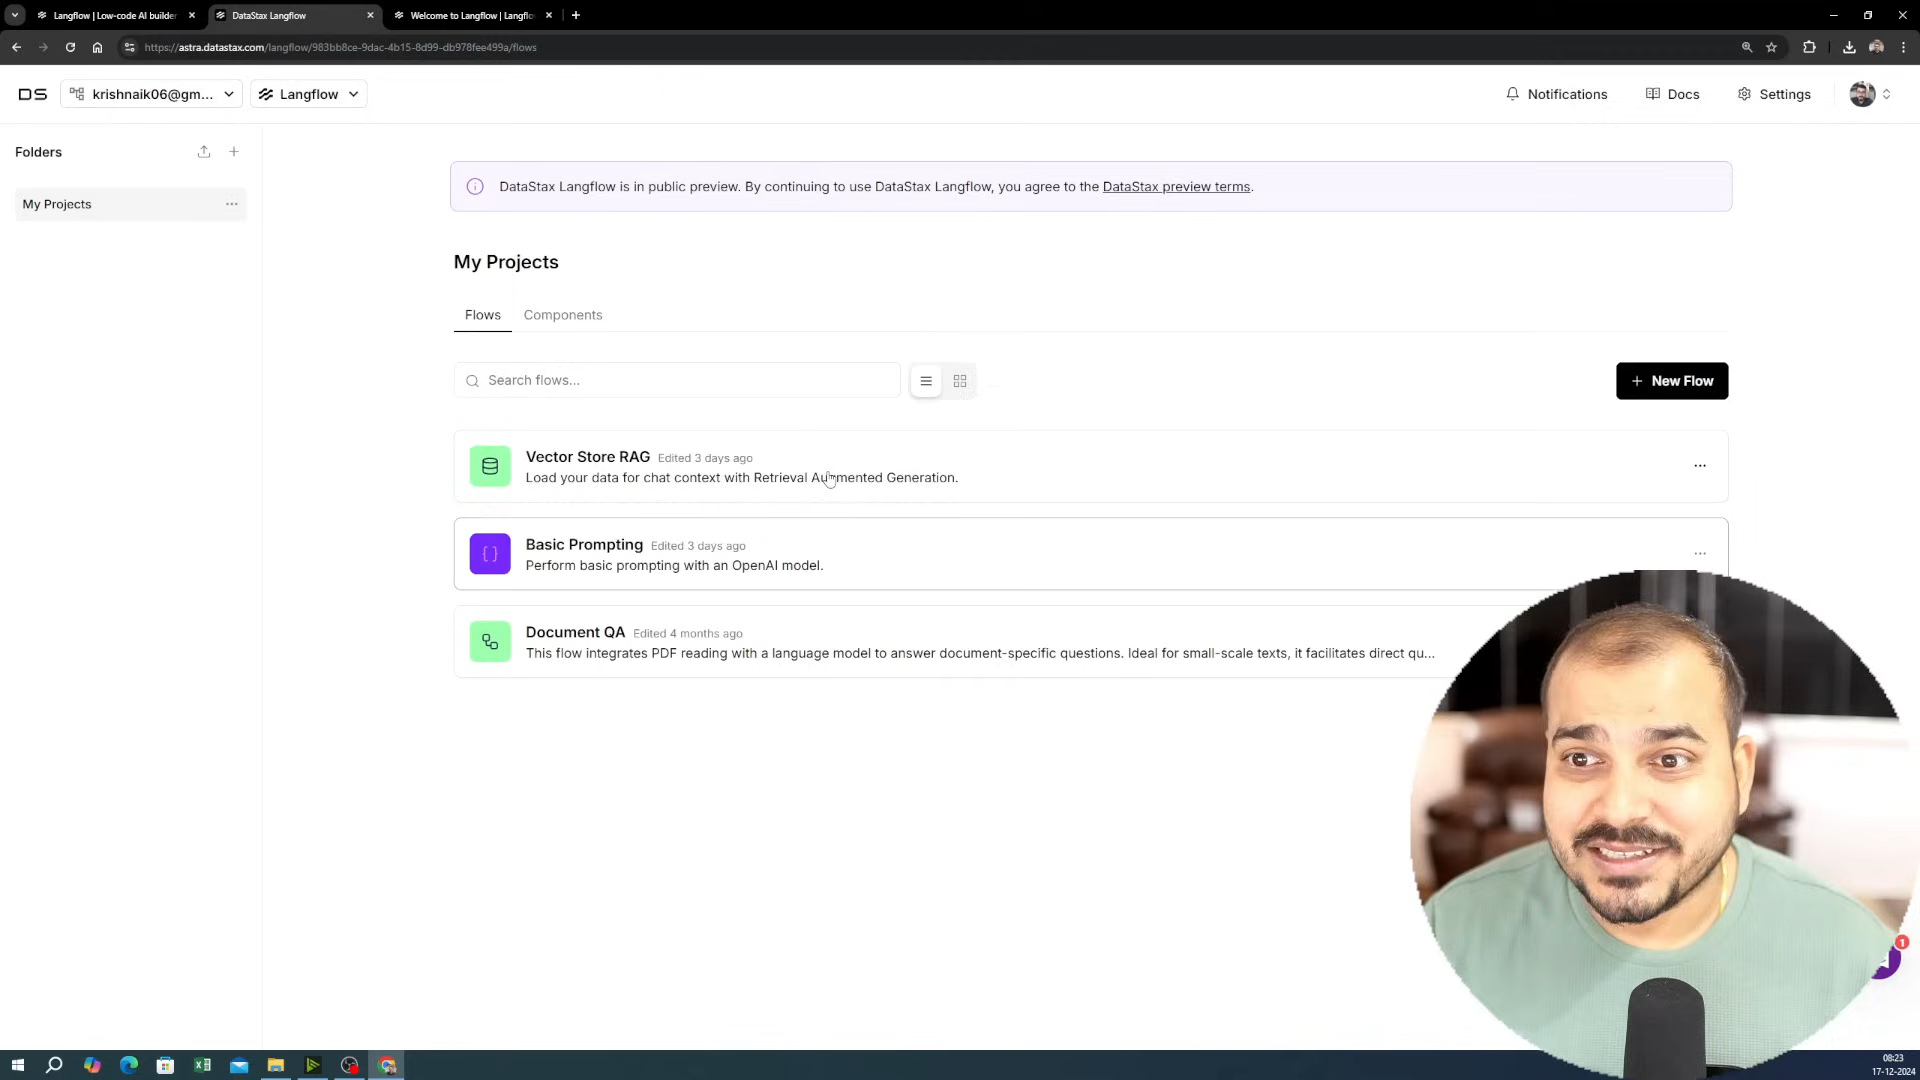 Langflow | Low-code AI builder
DataStax Langflow
Welcome to Langflow | Langflo
https://astra.datastax.com/langflow/983bb8ce-9dac-4b15-8d99-db978fee499a/flows
DS
krishnaik06@gm...
Langflow
Notifications
Docs
Settings
Folders
My Projects
DataStax Langflow is in public preview. By continuing to use DataStax Langflow, you agree to the DataStax preview terms.
My Projects
Flows
Components
Search flows...
+ New Flow
Vector Store RAG Edited 3 days ago
Load your data for chat context with Retrieval Augmented Generation.
Basic Prompting Edited 3 days ago
Perform basic prompting with an OpenAI model.
Document QA Edited 4 months ago
This flow integrates PDF reading with a language model to answer document-specific questions. Ideal for small-scale texts, it facilitates direct qu...
1
08:23
17-12-2024